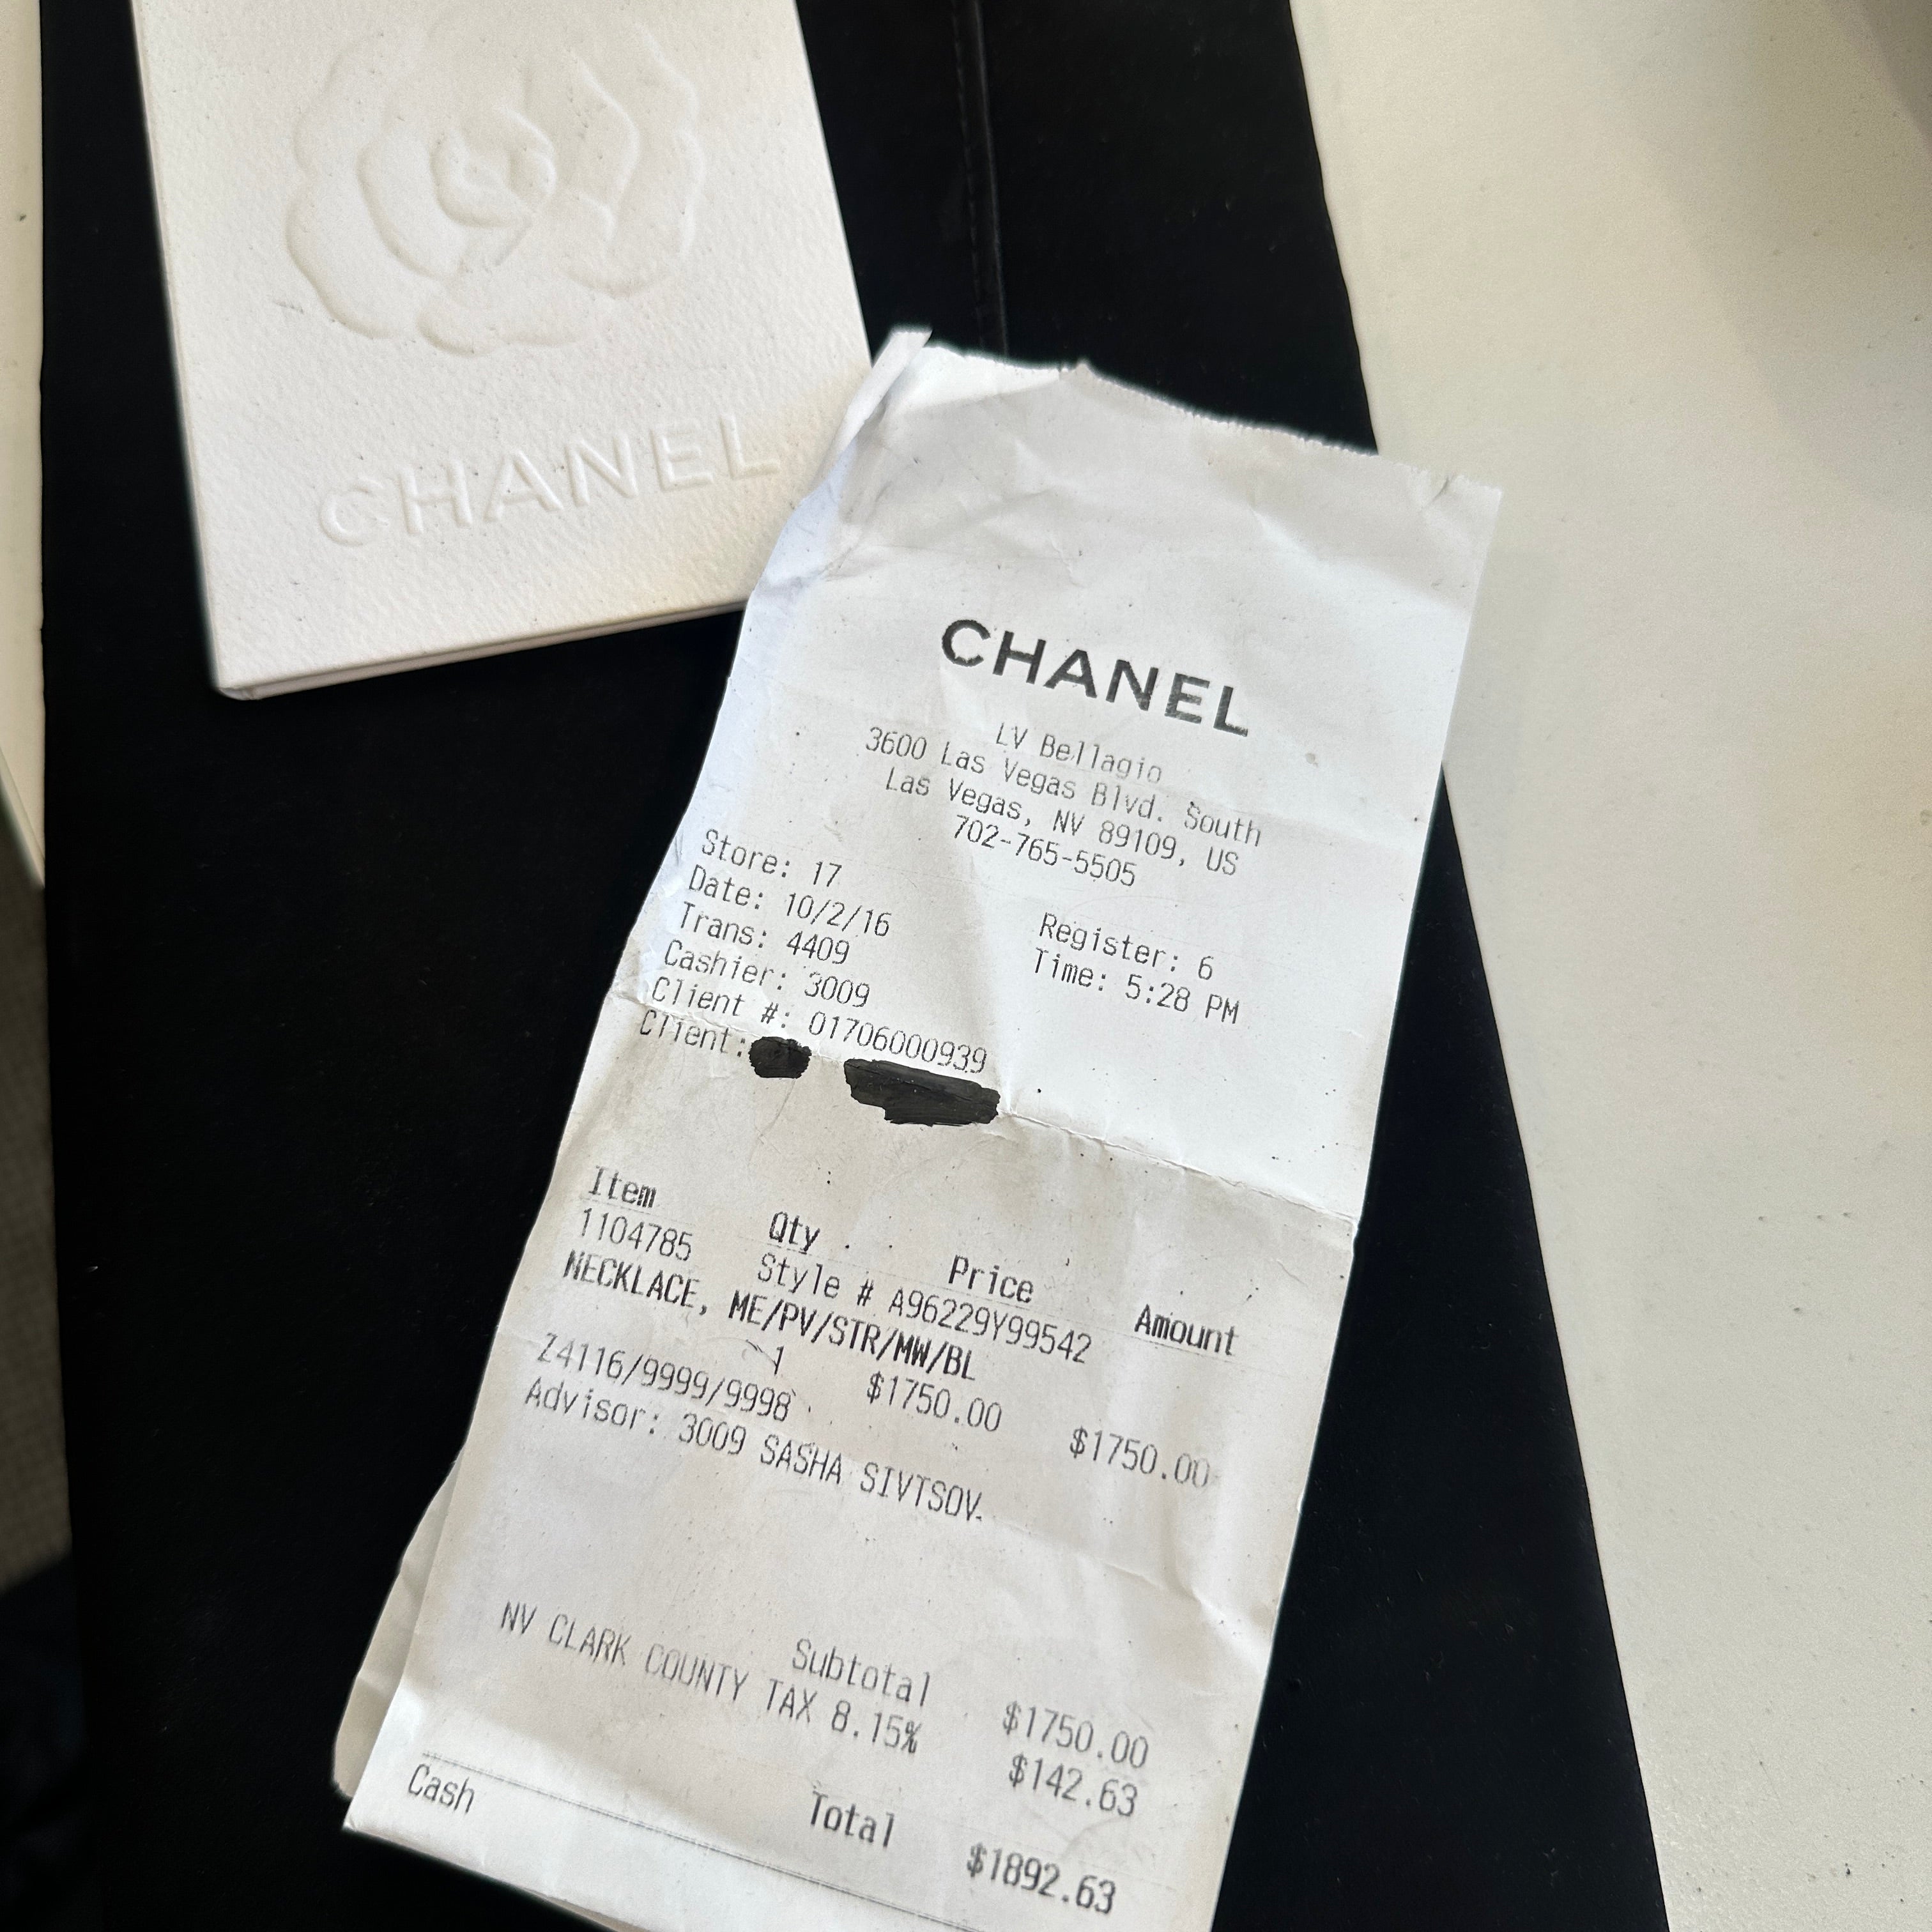 CHANEL
CHANEL
LV Bellagio
3600 Las Vegas Blvd. South
Las Vegas, NV 89109, US
702-765-5505
Store: 17 Register: 6
Date: 10/2/16 Time: 5:28 PM
Trans: 4409
Cashier: 3009
Client #: 01706000939
Client:
Item Qty Price Amount
1104785 Style # A96229Y99542
NECKLACE, ME/PV/STR/MW/BL
1 $1750.00 $1750.00
Z4116/9999/9998
Advisor: 3009 SASHA SIVTSOV
Subtotal $1750.00
NV CLARK COUNTY TAX 8.15% $142.63
Total $1892.63
Cash